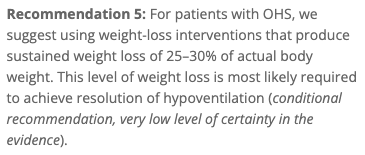 Recommendation 5: For patients with OHS, we
suggest using weight-loss interventions that produce
sustained weight loss of 25–30% of actual body
weight. This level of weight loss is most likely required
to achieve resolution of hypoventilation (conditional
recommendation, very low level of certainty in the
evidence).